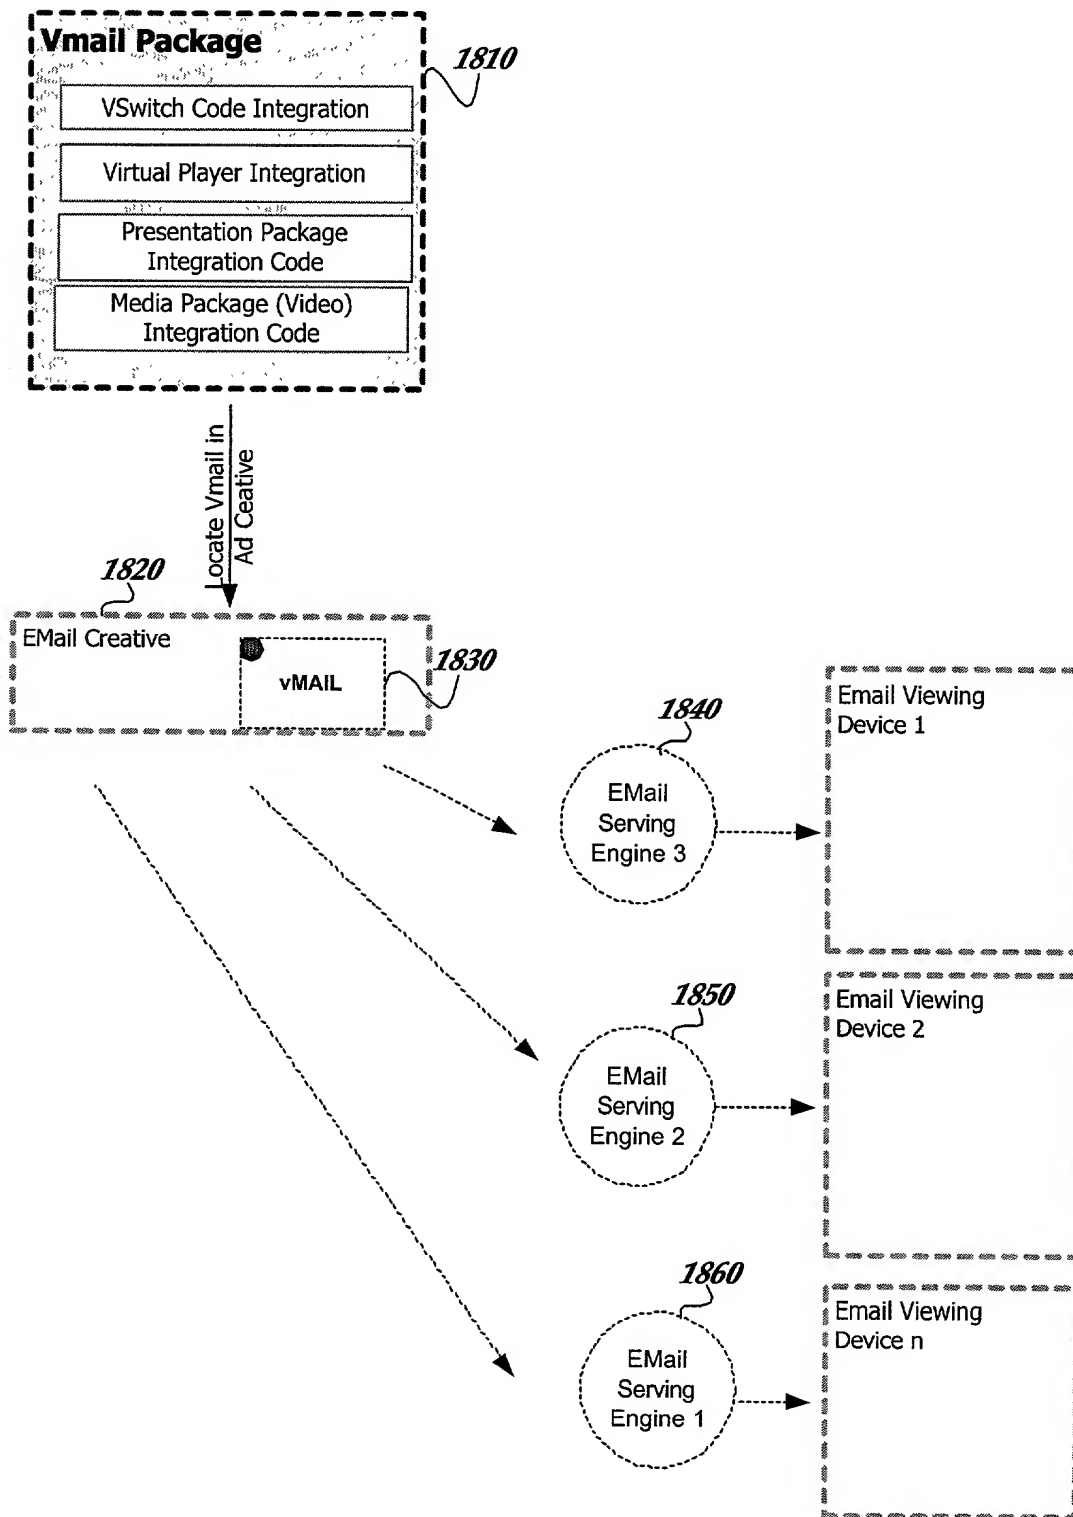 Vmail Package
1810
VSwitch Code Integration
Virtual Player Integration
Presentation Package
Integration Code
Media Package (Video)
Integration Code
Locate Vmail in
Ad Ceative
1820
EMail Creative
vMAIL
1830
1840
EMail
Serving
Engine 3
Email Viewing
Device 1
1850
EMail
Serving
Engine 2
Email Viewing
Device 2
1860
EMail
Serving
Engine 1
Email Viewing
Device n